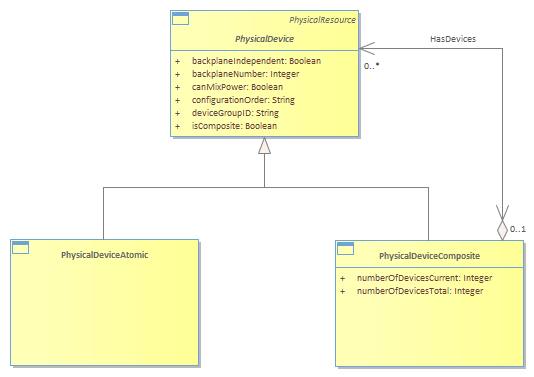 PhysicalResource
PhysicalDevice
+ backplaneIndependent: Boolean
+ backplaneNumber: Integer
+ canMixPower: Boolean
+ configurationOrder: String
+ deviceGroupID: String
+ isComposite: Boolean
HasDevices
0..*
0..1
PhysicalDeviceAtomic
PhysicalDeviceComposite
+ numberOfDevicesCurrent: Integer
+ numberOfDevicesTotal: Integer